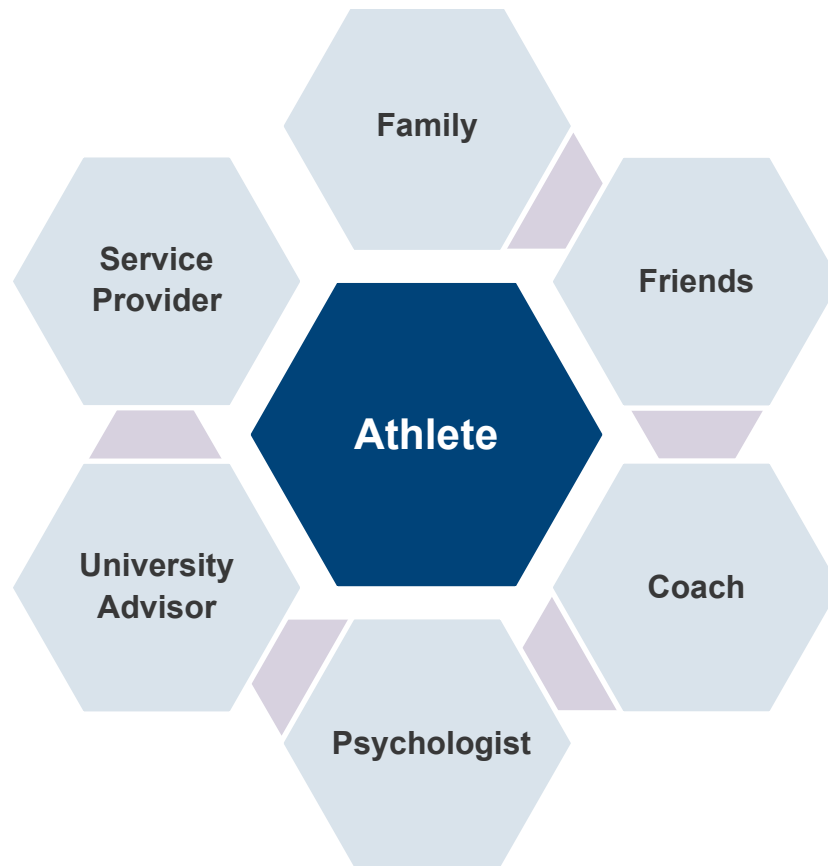 Family
Service
Provider
Friends
Athlete
University
Advisor
Coach
Psychologist